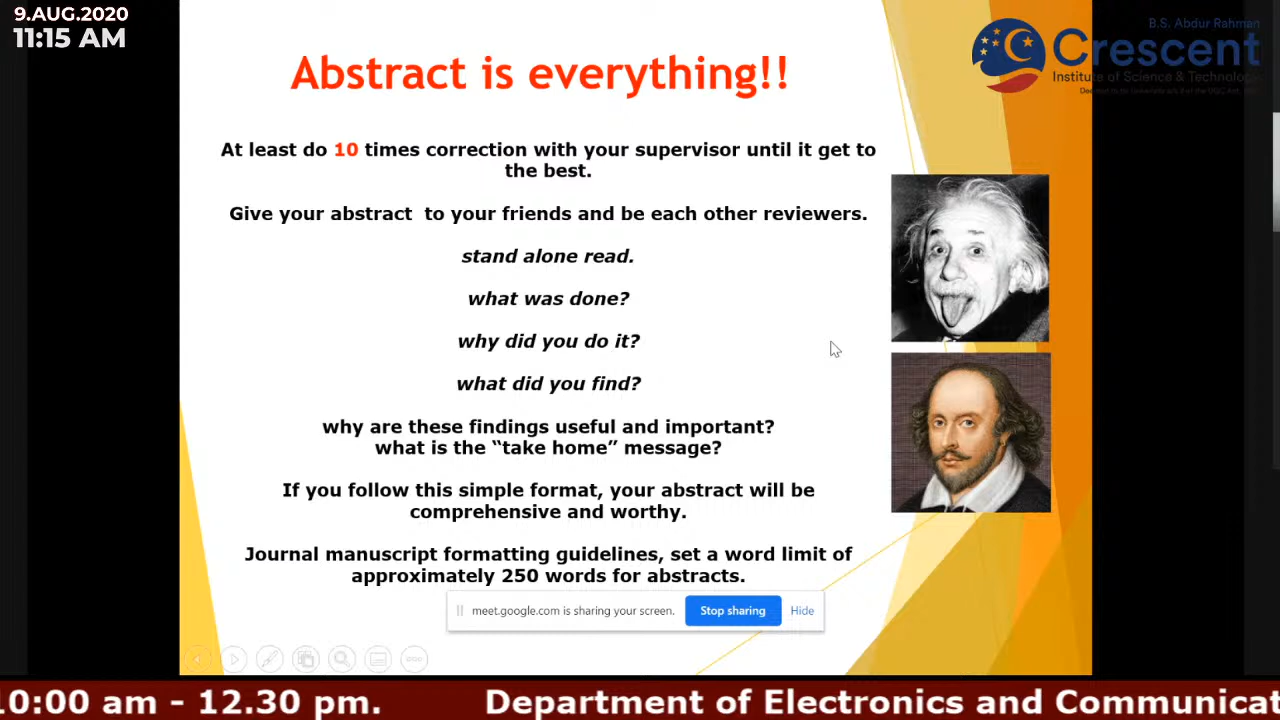 9.AUG.2020
11:15 AM
B.S. Abdur Rahman
Crescent
Institute of Science & Technology
Abstract is everything!!
At least do 10 times correction with your supervisor until it get to
the best.
Give your abstract to your friends and be each other reviewers.
stand alone read.
what was done?
why did you do it?
what did you find?
why are these findings useful and important?
what is the “take home” message?
If you follow this simple format, your abstract will be
comprehensive and worthy.
Journal manuscript formatting guidelines, set a word limit of
approximately 250 words for abstracts.
meet.google.com is sharing your screen. Stop sharing Hide
10:00 am - 12.30 pm. Department of Electronics and Communicat